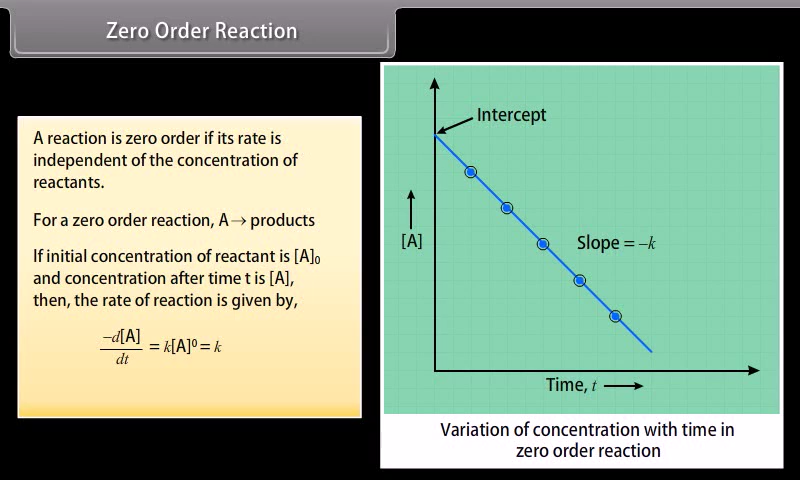 Zero Order Reaction
A reaction is zero order if its rate is
independent of the concentration of
reactants.
For a zero order reaction, A → products
If initial concentration of reactant is [A]₀
and concentration after time t is [A],
then, the rate of reaction is given by,
–d[A]/dt = k[A]⁰ = k
Intercept
[A]
Slope = –k
Time, t
Variation of concentration with time in
zero order reaction